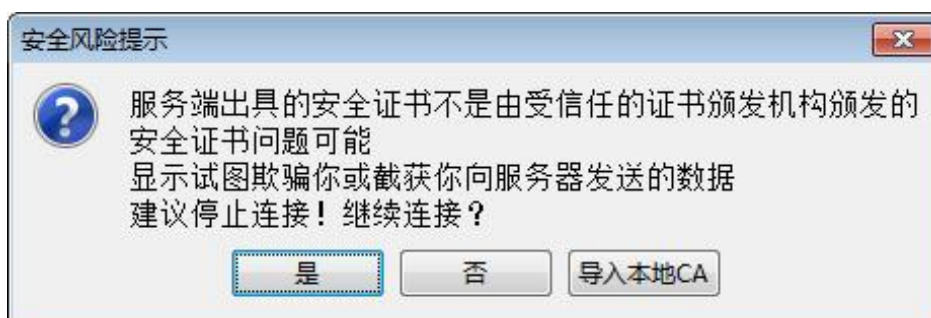 安全风险提示
服务端出具的安全证书不是由受信任的证书颁发机构颁发的
安全证书问题可能
显示试图欺骗你或截获你向服务器发送的数据
建议停止连接！继续连接？
是
否
导入本地CA